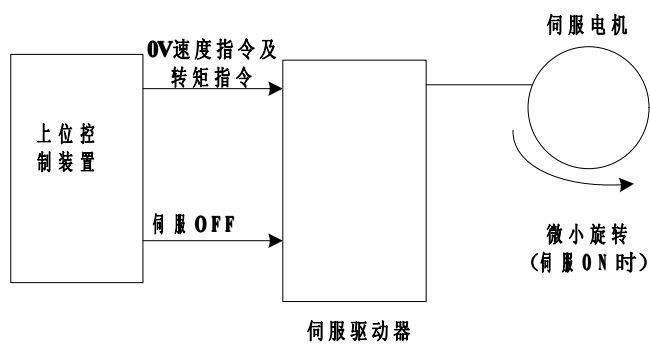 伺服电机
0V速度指令及
转矩指令
上位控
制装置
伺服OFF
微小旋转
(伺服ON时)
伺服驱动器